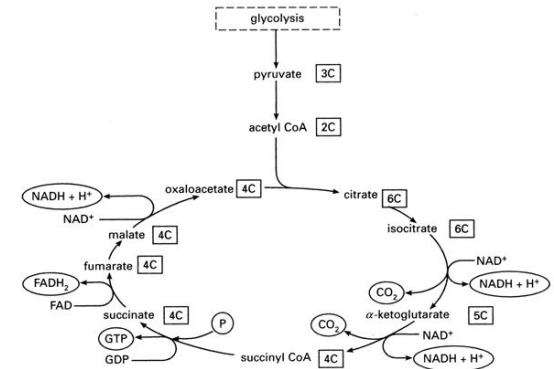 glycolysis
pyruvate 3C
acetyl CoA 2C
oxaloacetate 4C
citrate 6C
isocitrate 6C
NAD⁺
NADH + H⁺
CO₂
α-ketoglutarate 5C
NAD⁺
NADH + H⁺
CO₂
succinyl CoA 4C
P
GTP
GDP
succinate 4C
FADH₂
FAD
fumarate 4C
malate 4C
NADH + H⁺
NAD⁺